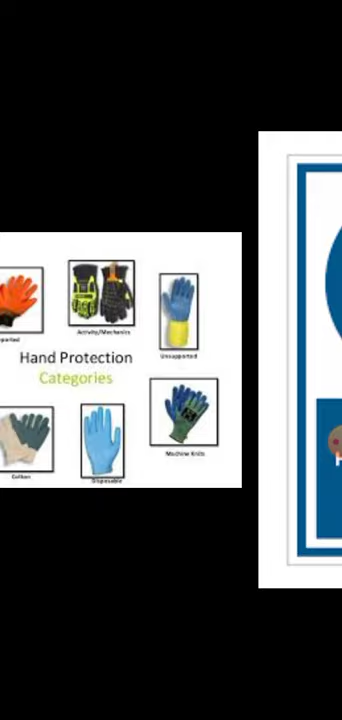 Activity/Mechanics
Unsupported
Hand Protection
Categories
Machine Knits
Cotton
Disposable